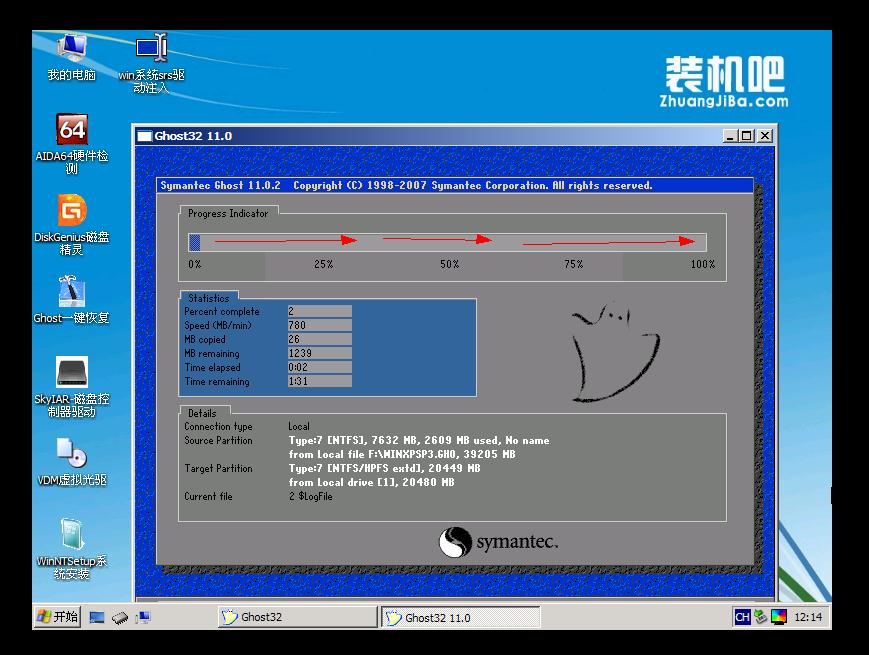 我的电脑
win系统srs驱
动注入
装机吧
ZhuangJiBa.com
64
AIDA64硬件检
测
DiskGenius磁盘
精灵
Ghost一键恢复
SkyIAR-磁盘控
制器驱动
VDM虚拟光驱
WinNTSetup系
统安装
Ghost32 11.0
Symantec Ghost 11.0.2 Copyright (C) 1998-2007 Symantec Corporation. All rights reserved.
Progress Indicator
0% 25% 50% 75% 100%
Statistics
Percent complete 2
Speed (MB/min) 780
MB copied 26
MB remaining 1239
Time elapsed 0:02
Time remaining 1:31
Details
Connection type Local
Source Partition Type:7 [NTFS], 7632 MB, 2609 MB used, No name
from Local file F:\WINXPSP3.GHO, 39205 MB
Target Partition Type:7 [NTFS/HPFS extd], 20449 MB
from Local drive [1], 20480 MB
Current file 2 $LogFile
symantec.
开始 Ghost32 Ghost32 11.0 CH 12:14